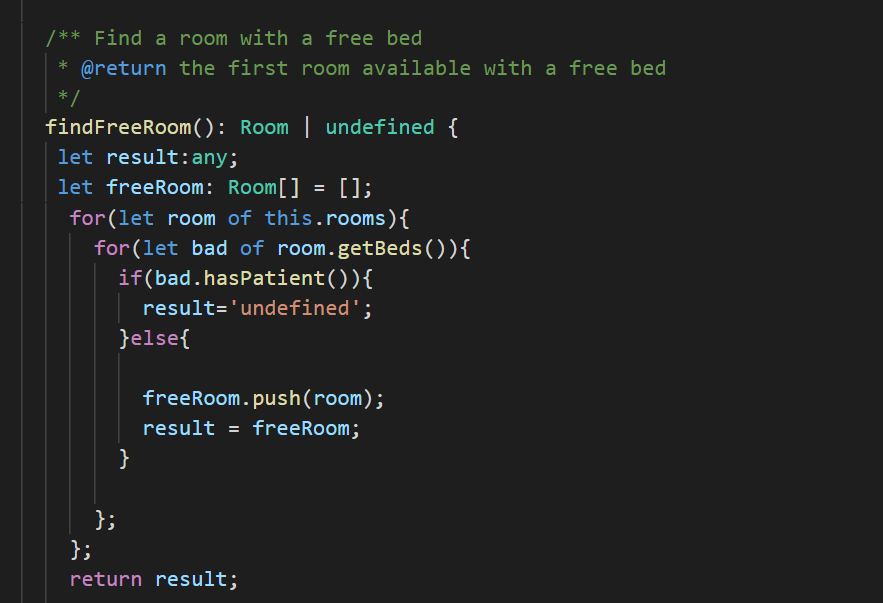 /** Find a room with a free bed
* @return the first room available with a free bed
*/
findFreeRoom(): Room | undefined {
let result:any;
let freeRoom: Room[] = [];
for(let room of this.rooms){
for(let bad of room.getBeds()){
if(bad.hasPatient()){
result='undefined';
}else{
freeRoom.push(room);
result = freeRoom;
}
};
};
return result;